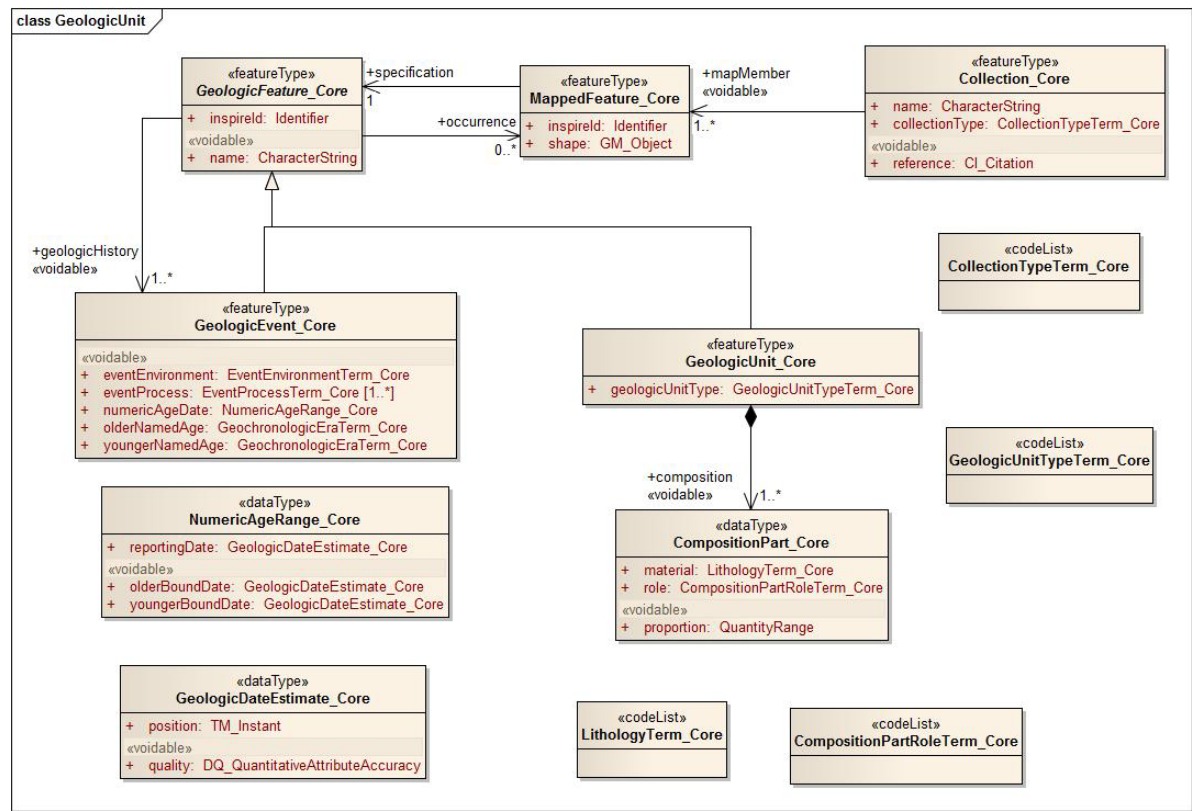 class GeologicUnit
«featureType»
GeologicFeature_Core
+ inspireId: Identifier
«voidable»
+ name: CharacterString
+specification
1
+occurrence
0..*
«featureType»
MappedFeature_Core
+ inspireId: Identifier
+ shape: GM_Object
+mapMember
«voidable»
1..*
«featureType»
Collection_Core
+ name: CharacterString
+ collectionType: CollectionTypeTerm_Core
«voidable»
+ reference: CI_Citation
+geologicHistory
«voidable»
1..*
«featureType»
GeologicEvent_Core
«voidable»
+ eventEnvironment: EventEnvironmentTerm_Core
+ eventProcess: EventProcessTerm_Core [1..*]
+ numericAgeDate: NumericAgeRange_Core
+ olderNamedAge: GeochronologicEraTerm_Core
+ youngerNamedAge: GeochronologicEraTerm_Core
«featureType»
GeologicUnit_Core
+ geologicUnitType: GeologicUnitTypeTerm_Core
«codeList»
CollectionTypeTerm_Core
«codeList»
GeologicUnitTypeTerm_Core
+composition
«voidable»
1..*
«dataType»
NumericAgeRange_Core
+ reportingDate: GeologicDateEstimate_Core
«voidable»
+ olderBoundDate: GeologicDateEstimate_Core
+ youngerBoundDate: GeologicDateEstimate_Core
«dataType»
CompositionPart_Core
+ material: LithologyTerm_Core
+ role: CompositionPartRoleTerm_Core
«voidable»
+ proportion: QuantityRange
«dataType»
GeologicDateEstimate_Core
+ position: TM_Instant
«voidable»
+ quality: DQ_QuantitativeAttributeAccuracy
«codeList»
LithologyTerm_Core
«codeList»
CompositionPartRoleTerm_Core